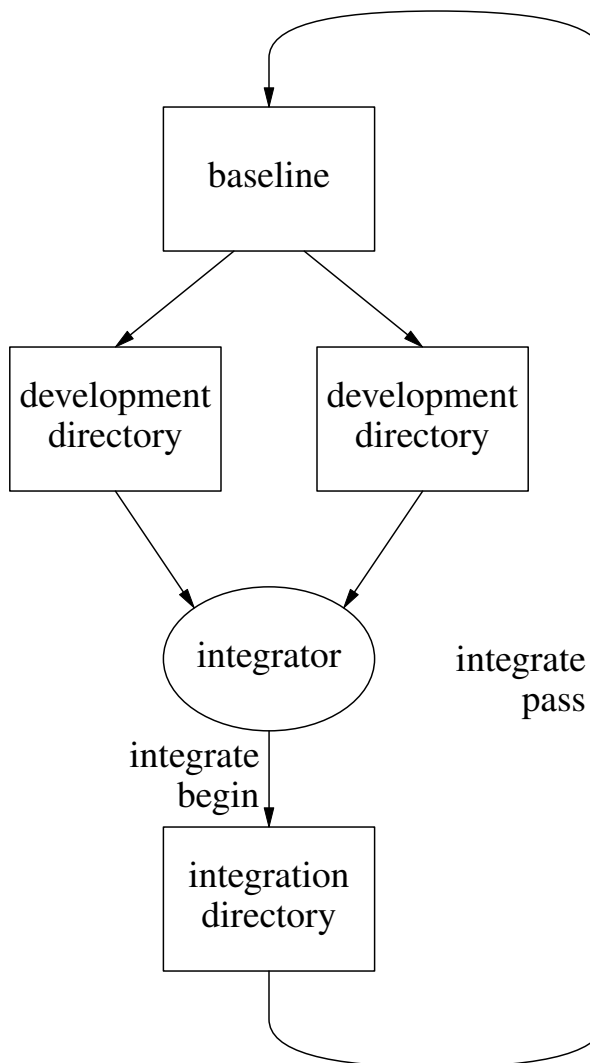 baseline
development
directory
development
directory
integrator
integrate
pass
integrate
begin
integration
directory